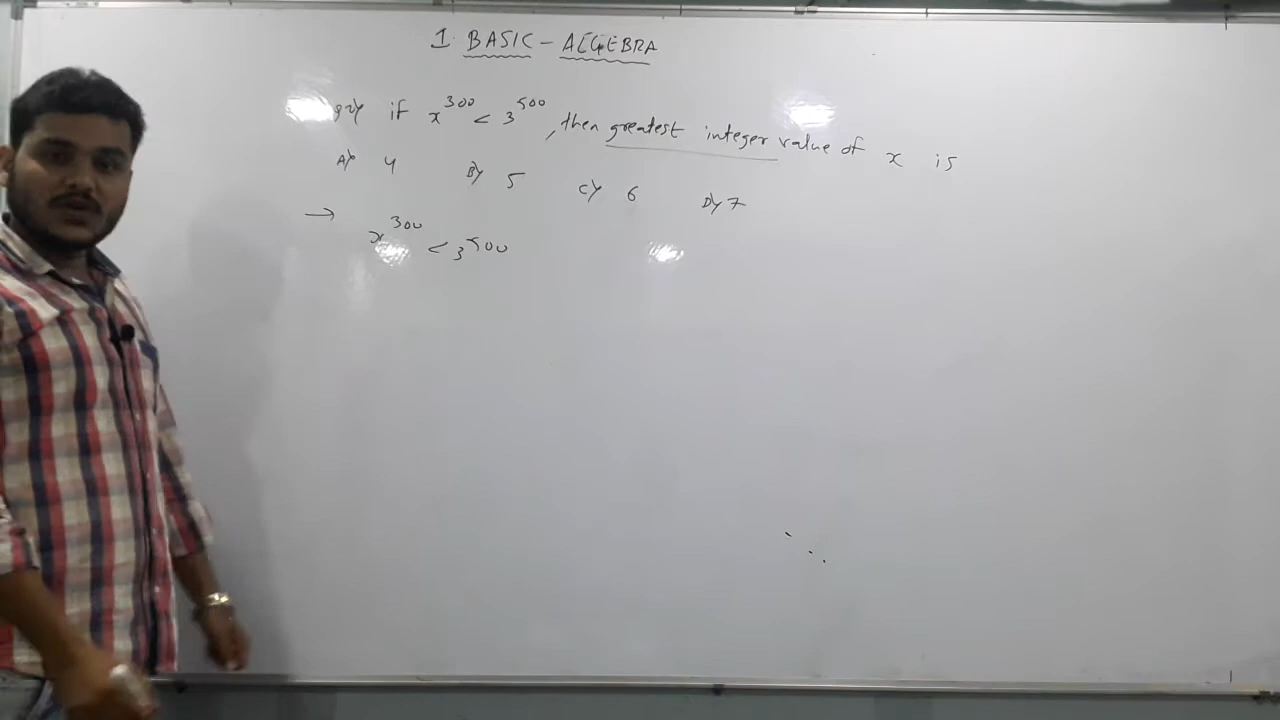 1 BASIC - ALGEBRA
if x^300 < 3^500, then greatest integer value of x is
A) 4 B) 5 C) 6 D) 7
→ x^300 < 3^500